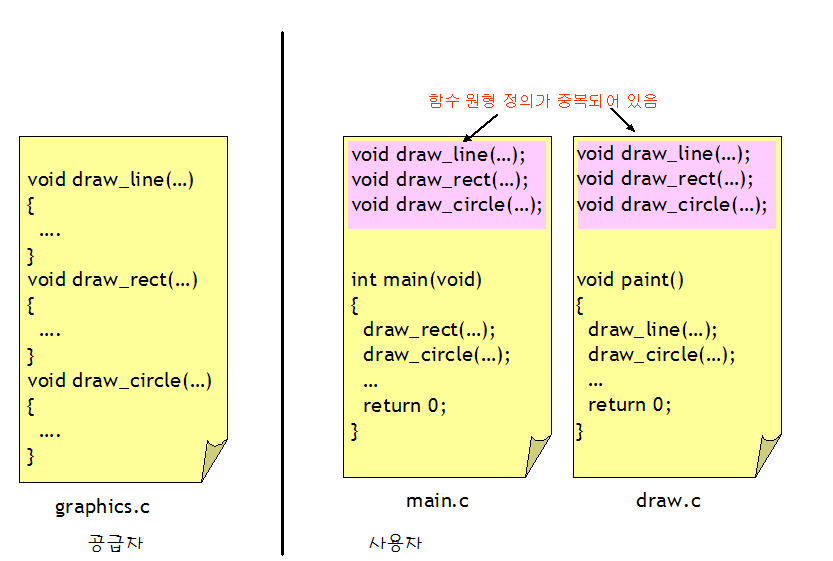 함수 원형 정의가 중복되어 있음
void draw_line(…)
{
….
}
void draw_rect(…)
{
….
}
void draw_circle(…)
{
….
}
graphics.c
공급자
void draw_line(…);
void draw_rect(…);
void draw_circle(…);
int main(void)
{
draw_rect(…);
draw_circle(…);
…
return 0;
}
main.c
사용자
void draw_line(…);
void draw_rect(…);
void draw_circle(…);
void paint()
{
draw_line(…);
draw_circle(…);
…
return 0;
}
draw.c